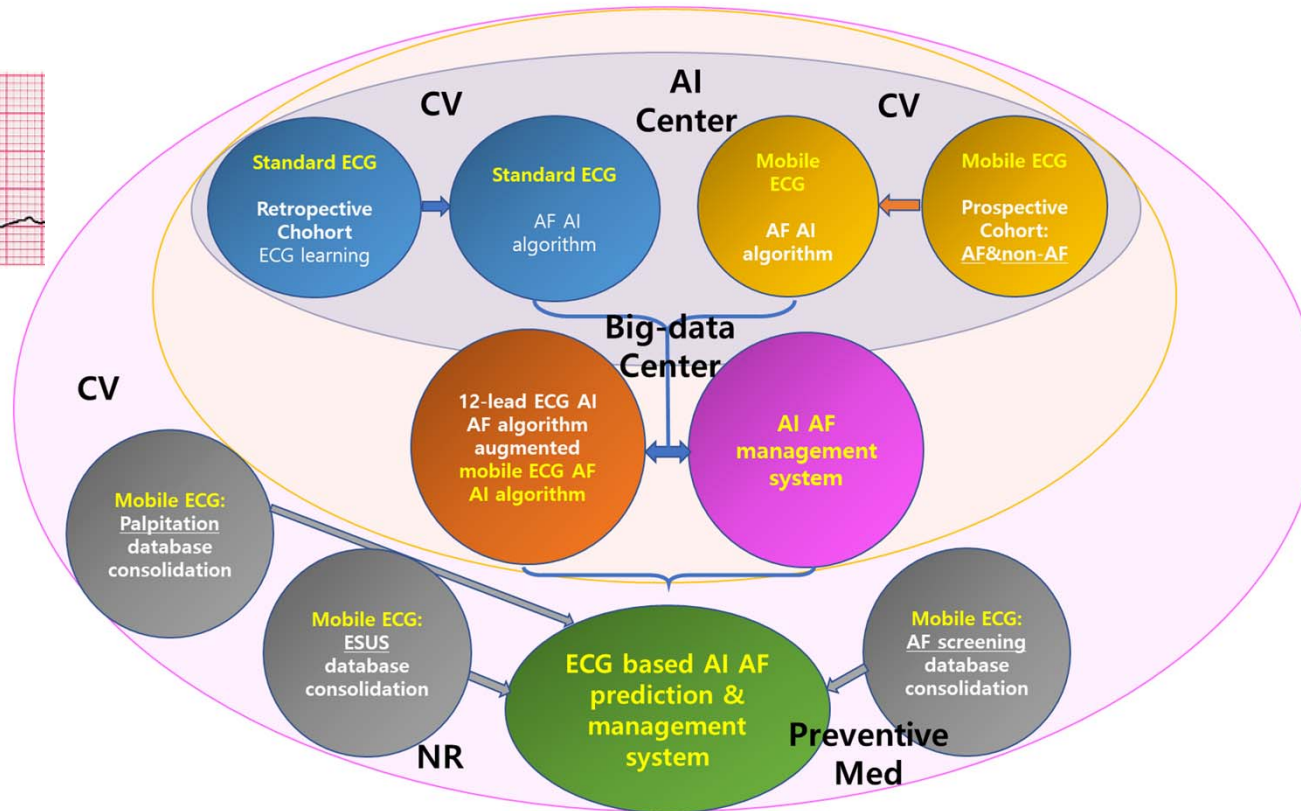 CV
AI
Center
CV
Standard ECG
Retropective
Chohort
ECG learning
Standard ECG
AF AI
algorithm
Mobile
ECG
AF AI
algorithm
Mobile ECG
Prospective
Cohort:
AF&non-AF
Big-data
Center
CV
12-lead ECG AI
AF algorithm
augmented
mobile ECG AF
AI algorithm
AI AF
management
system
Mobile ECG:
Palpitation
database
consolidation
Mobile ECG:
ESUS
database
consolidation
ECG based AI AF
prediction &
management
system
Mobile ECG:
AF screening
database
consolidation
NR
Preventive
Med